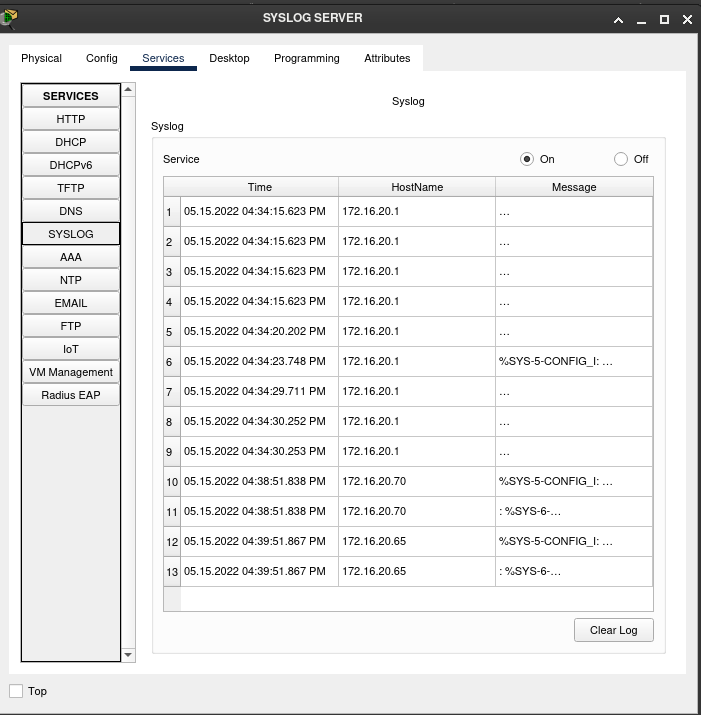 SYSLOG SERVER
Physical Config Services Desktop Programming Attributes
SERVICES
HTTP
DHCP
DHCPv6
TFTP
DNS
SYSLOG
AAA
NTP
EMAIL
FTP
IoT
VM Management
Radius EAP
Syslog
Syslog
Service On Off
Time HostName Message
1 05.15.2022 04:34:15.623 PM 172.16.20.1 ...
2 05.15.2022 04:34:15.623 PM 172.16.20.1 ...
3 05.15.2022 04:34:15.623 PM 172.16.20.1 ...
4 05.15.2022 04:34:15.623 PM 172.16.20.1 ...
5 05.15.2022 04:34:20.202 PM 172.16.20.1 ...
6 05.15.2022 04:34:23.748 PM 172.16.20.1 %SYS-5-CONFIG_I: ...
7 05.15.2022 04:34:29.711 PM 172.16.20.1 ...
8 05.15.2022 04:34:30.252 PM 172.16.20.1 ...
9 05.15.2022 04:34:30.253 PM 172.16.20.1 ...
10 05.15.2022 04:38:51.838 PM 172.16.20.70 %SYS-5-CONFIG_I: ...
11 05.15.2022 04:38:51.838 PM 172.16.20.70 : %SYS-6-...
12 05.15.2022 04:39:51.867 PM 172.16.20.65 %SYS-5-CONFIG_I: ...
13 05.15.2022 04:39:51.867 PM 172.16.20.65 : %SYS-6-...
Clear Log
Top